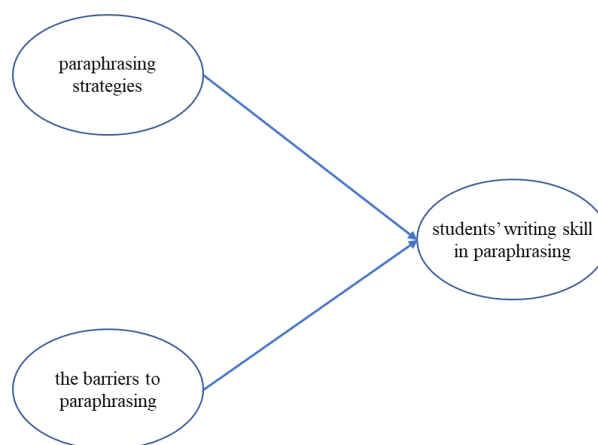 paraphrasing
strategies
students’ writing skill
in paraphrasing
the barriers to
paraphrasing